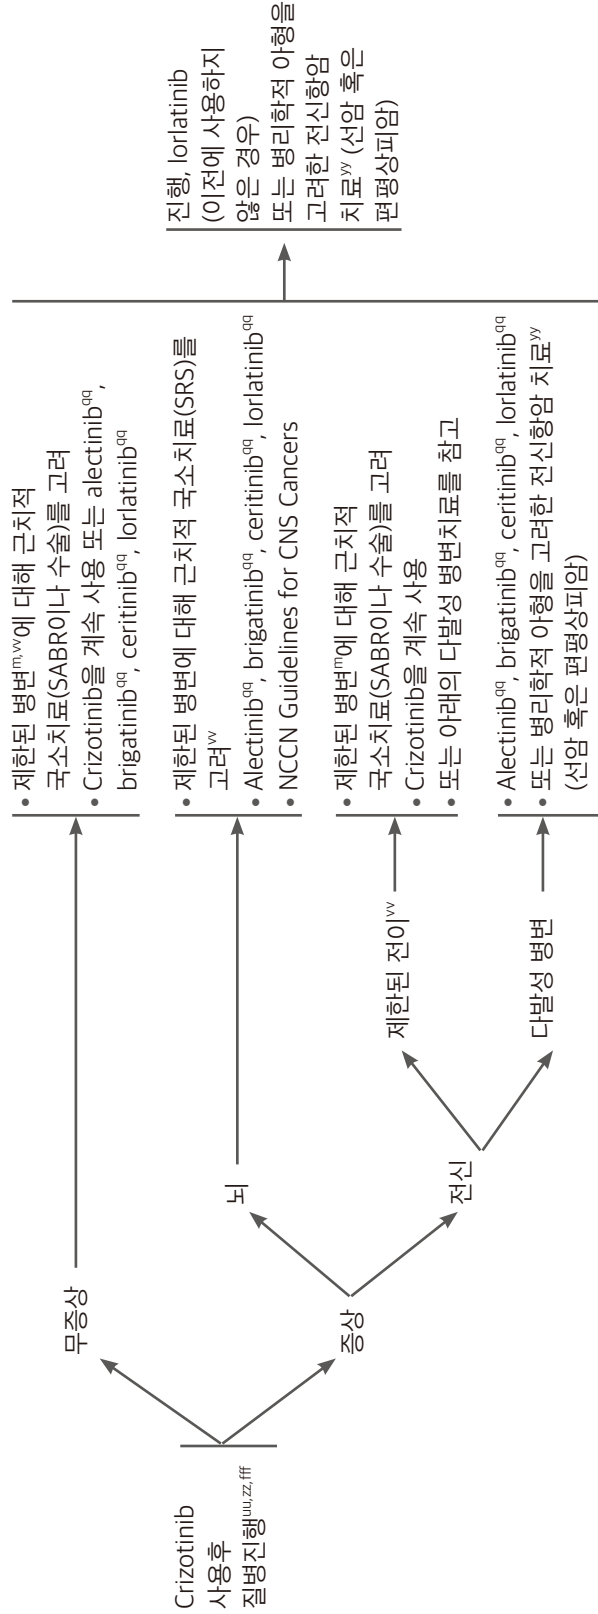 Crizotinib
사용후
질병진행uu,zz,fff
무증상
증상
뇌
전신
제한된 전이vv
다발성 병변
• 제한된 병변m,vv에 대해 근치적
국소치료(SABR이나 수술)를 고려
• Crizotinib을 계속 사용 또는 alectinibqq,
brigatinibqq, ceritinibqq, lorlatinibqq
• 제한된 병변에 대해 근치적 국소치료(SRS)를
고려vv
• Alectinibqq, brigatinibqq, ceritinibqq, lorlatinibqq
• NCCN Guidelines for CNS Cancers
• 제한된 병변m에 대해 근치적
국소치료(SABR이나 수술)를 고려
• Crizotinib을 계속 사용
• 또는 아래의 다발성 병변치료를 참고
• Alectinibqq, brigatinibqq, ceritinibqq, lorlatinibqq
• 또는 병리학적 아형을 고려한 전신항암 치료yy
(선암 혹은 편평상피암)
진행, lorlatinib
(이전에 사용하지
않은 경우)
또는 병리학적 아형을
고려한 전신항암
치료yy (선암 혹은
편평상피암)